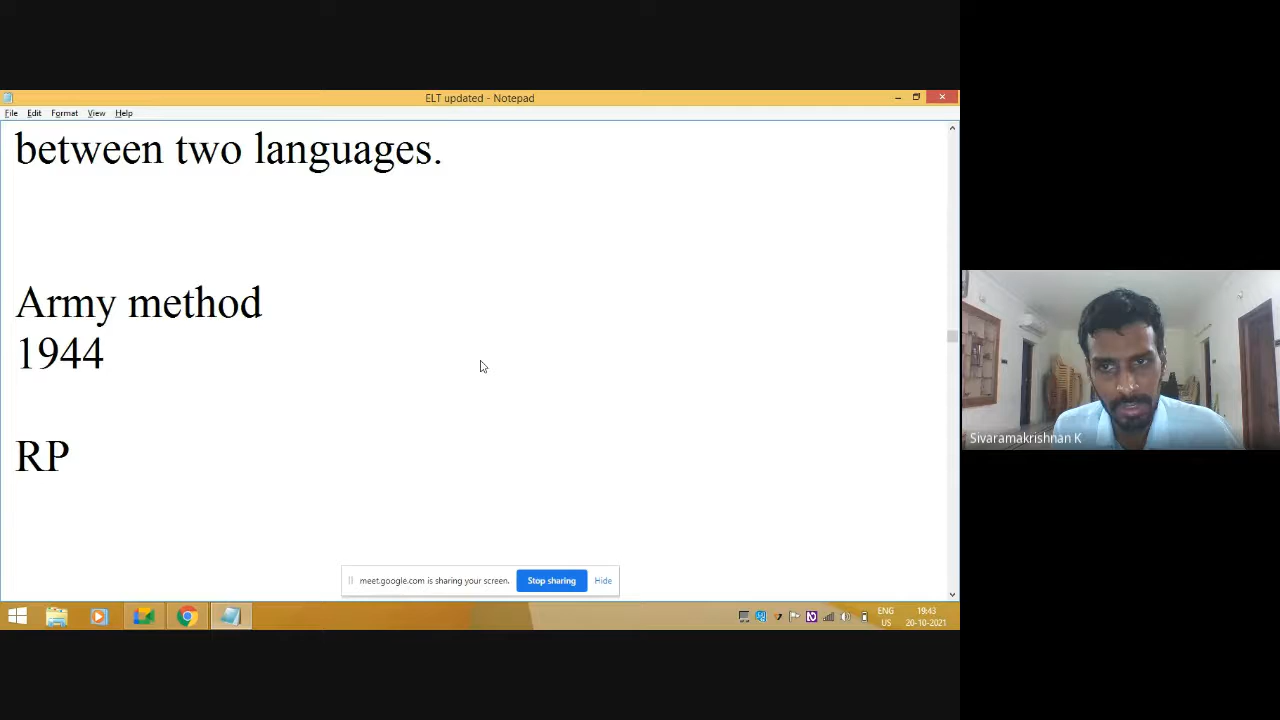 ELT updated - Notepad
File Edit Format View Help
between two languages.
Army method
1944
RP
meet.google.com is sharing your screen. Stop sharing Hide
Sivaramakrishnan K
ENG 19:43
US 20-10-2021